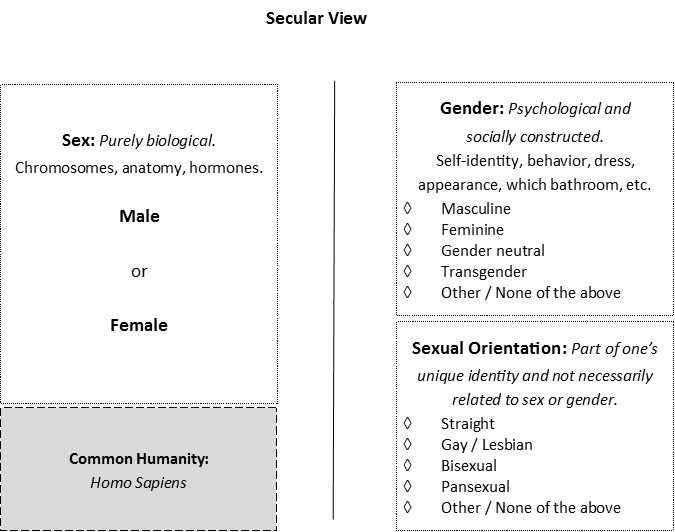 Secular View
Sex: Purely biological.
Chromosomes, anatomy, hormones.
Male
or
Female
Common Humanity:
Homo Sapiens
Gender: Psychological and
socially constructed.
Self-identity, behavior, dress,
appearance, which bathroom, etc.
◊ Masculine
◊ Feminine
◊ Gender neutral
◊ Transgender
◊ Other / None of the above
Sexual Orientation: Part of one’s
unique identity and not necessarily
related to sex or gender.
◊ Straight
◊ Gay / Lesbian
◊ Bisexual
◊ Pansexual
◊ Other / None of the above